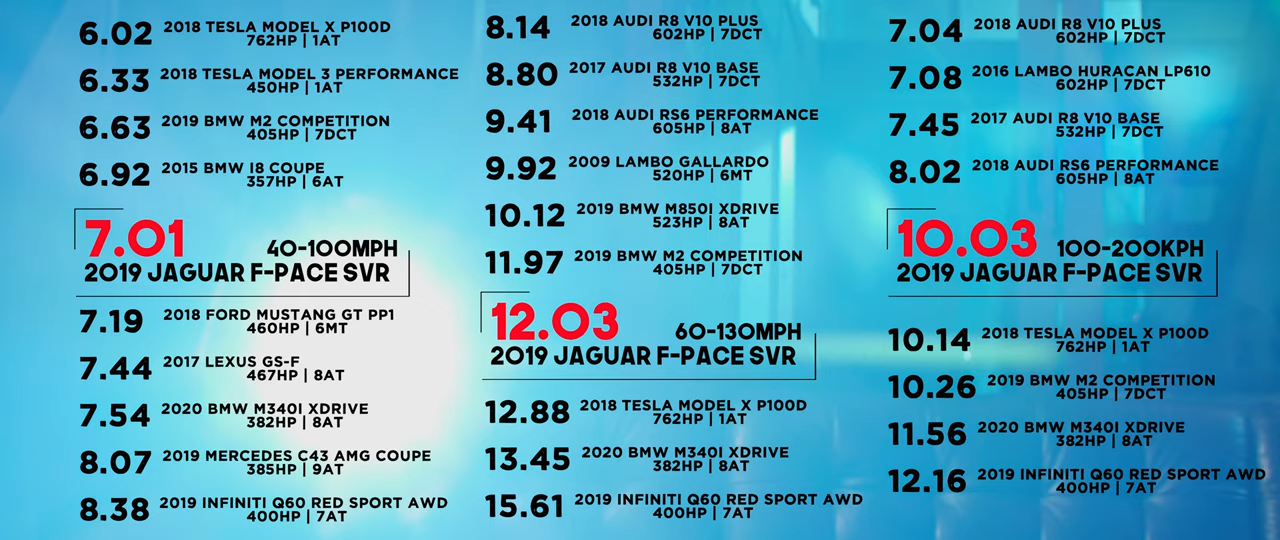 6.02 2018 TESLA MODEL X P100D
762HP | 1AT
6.33 2018 TESLA MODEL 3 PERFORMANCE
450HP | 1AT
6.63 2019 BMW M2 COMPETITION
405HP | 7DCT
6.92 2015 BMW I8 COUPE
357HP | 6AT
7.01 40-100MPH
2019 JAGUAR F-PACE SVR
7.19 2018 FORD MUSTANG GT PP1
460HP | 6MT
7.44 2017 LEXUS GS-F
467HP | 8AT
7.54 2020 BMW M340I XDRIVE
382HP | 8AT
8.07 2019 MERCEDES C43 AMG COUPE
385HP | 9AT
8.38 2019 INFINITI Q60 RED SPORT AWD
400HP | 7AT
8.14 2018 AUDI R8 V10 PLUS
602HP | 7DCT
8.80 2017 AUDI R8 V10 BASE
532HP | 7DCT
9.41 2018 AUDI RS6 PERFORMANCE
605HP | 8AT
9.92 2009 LAMBO GALLARDO
520HP | 6MT
10.12 2019 BMW M850I XDRIVE
523HP | 8AT
11.97 2019 BMW M2 COMPETITION
405HP | 7DCT
12.03 60-130MPH
2019 JAGUAR F-PACE SVR
12.88 2018 TESLA MODEL X P100D
762HP | 1AT
13.45 2020 BMW M340I XDRIVE
382HP | 8AT
15.61 2019 INFINITI Q60 RED SPORT AWD
400HP | 7AT
7.04 2018 AUDI R8 V10 PLUS
602HP | 7DCT
7.08 2016 LAMBO HURACAN LP610
602HP | 7DCT
7.45 2017 AUDI R8 V10 BASE
532HP | 7DCT
8.02 2018 AUDI RS6 PERFORMANCE
605HP | 8AT
10.03 100-200KPH
2019 JAGUAR F-PACE SVR
10.14 2018 TESLA MODEL X P100D
762HP | 1AT
10.26 2019 BMW M2 COMPETITION
405HP | 7DCT
11.56 2020 BMW M340I XDRIVE
382HP | 8AT
12.16 2019 INFINITI Q60 RED SPORT AWD
400HP | 7AT